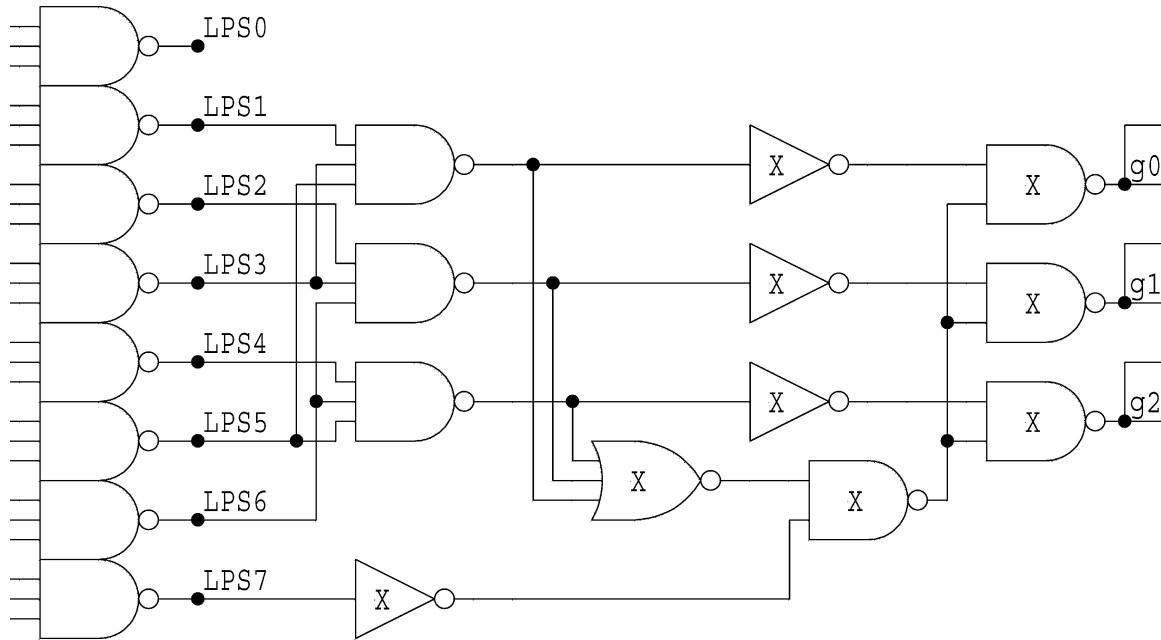 LPS0
LPS1
LPS2
X X g0
LPS3
X X g1
LPS4
X X g2
LPS5
X X
LPS6
LPS7
X